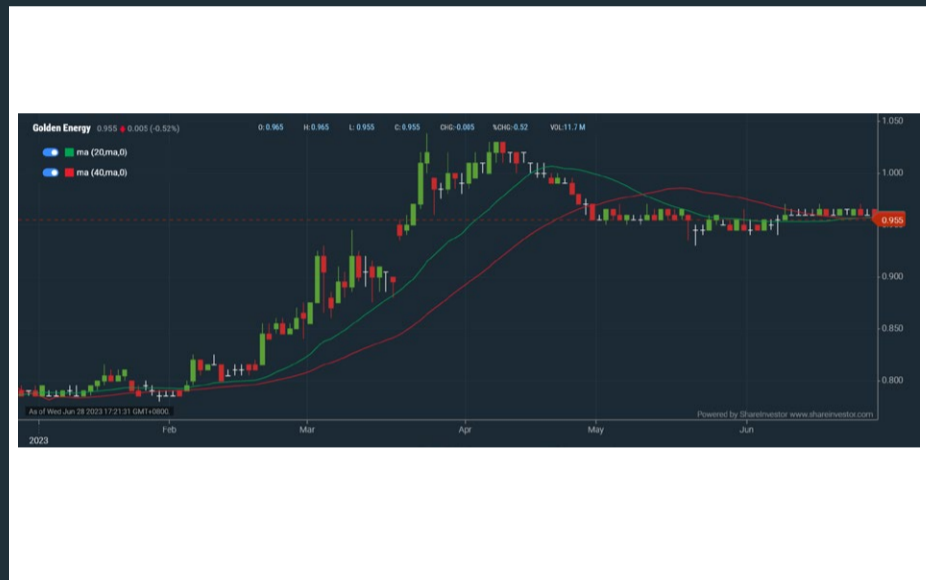 Golden Energy 0.955 0.005 (-0.52%) O: 0.965 H: 0.965 L: 0.955 C: 0.955 CHG:-0.005 %CHG:-0.52 VOL:11.7 M
ma (20,ma,0)
ma (40,ma,0)
1.050
1.000
0.955
0.900
0.850
0.800
As of Wed Jun 28 2023 17:21:31 GMT+0800
Powered by ShareInvestor www.shareinvestor.com
Feb Mar Apr May Jun
2023